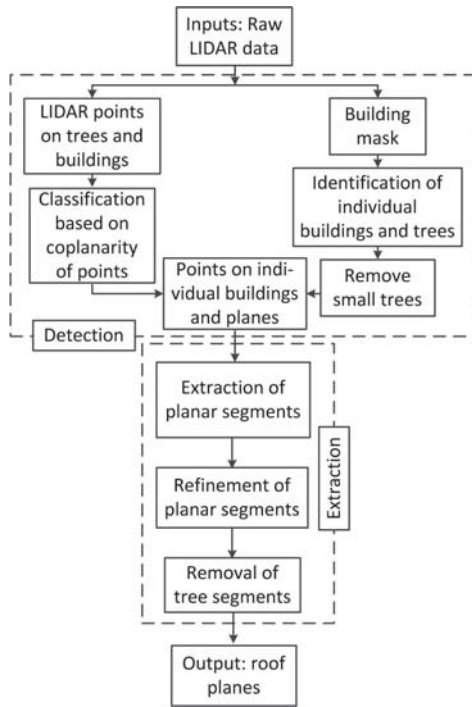 Inputs: Raw
LIDAR data
LIDAR points
on trees and
buildings
Building
mask
Classification
based on
coplanarity
of points
Identification of
individual
buildings and trees
Points on indi-
vidual buildings
and planes
Remove
small trees
Detection
Extraction of
planar segments
Refinement of
planar segments
Extraction
Removal of
tree segments
Output: roof
planes